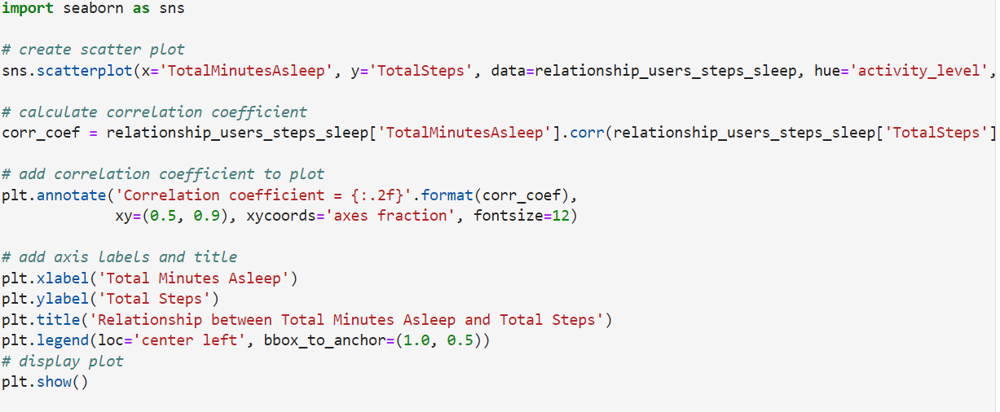 import seaborn as sns
# create scatter plot
sns.scatterplot(x='TotalMinutesAsleep', y='TotalSteps', data=relationship_users_steps_sleep, hue='activity_level',
# calculate correlation coefficient
corr_coef = relationship_users_steps_sleep['TotalMinutesAsleep'].corr(relationship_users_steps_sleep['TotalSteps']
# add correlation coefficient to plot
plt.annotate('Correlation coefficient = {:.2f}'.format(corr_coef),
             xy=(0.5, 0.9), xycoords='axes fraction', fontsize=12)
# add axis labels and title
plt.xlabel('Total Minutes Asleep')
plt.ylabel('Total Steps')
plt.title('Relationship between Total Minutes Asleep and Total Steps')
plt.legend(loc='center left', bbox_to_anchor=(1.0, 0.5))
# display plot
plt.show()